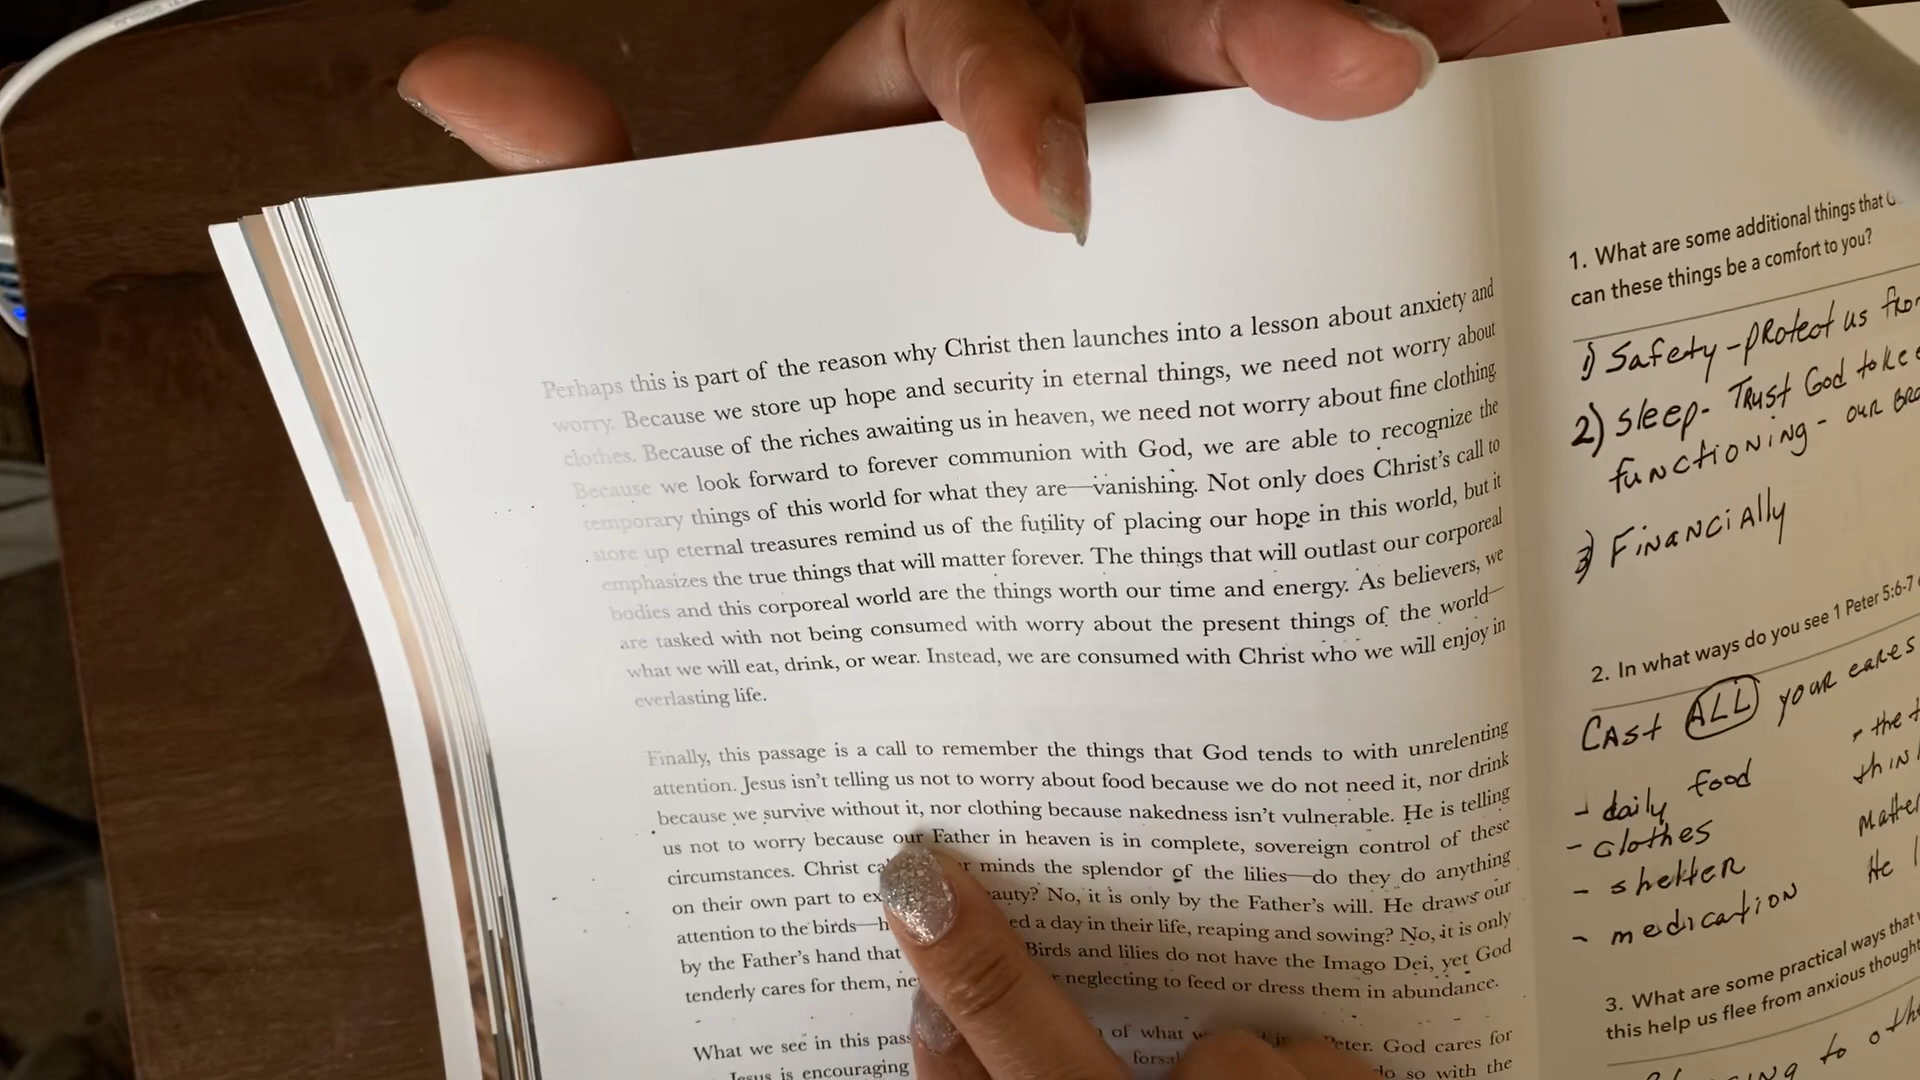 Perhaps this is part of the reason why Christ then launches into a lesson about anxiety and
worry. Because we store up hope and security in eternal things, we need not worry about
clothes. Because of the riches awaiting us in heaven, we need not worry about fine clothing.
Because we look forward to forever communion with God, we are able to recognize the
temporary things of this world for what they are—vanishing. Not only does Christ's call to
store up eternal treasures remind us of the futility of placing our hope in this world, but it
emphasizes the true things that will matter forever. The things that will outlast our corporeal
bodies and this corporeal world are the things worth our time and energy. As believers, we
are tasked with not being consumed with worry about the present things of the world—
what we will eat, drink, or wear. Instead, we are consumed with Christ who we will enjoy in
everlasting life.
Finally, this passage is a call to remember the things that God tends to with unrelenting
attention. Jesus isn't telling us not to worry about food because we do not need it, nor drink
because we survive without it, nor clothing because nakedness isn't vulnerable. He is telling
us not to worry because our Father in heaven is in complete, sovereign control of these
circumstances. Christ minds the splendor of the lilies—do they do anything
on their own part to No, it is only by the Father's will. He draws our
attention to the birds— a day in their life, reaping and sowing? No, it is only
by the Father's hand that Birds and lilies do not have the Imago Dei, yet God
tenderly cares for them, neglecting to feed or dress them in abundance.
What we see in this of what God cares for
Jesus is encouraging so with the
1. What are some additional things that
can these things be a comfort to you?
1) Safety - Protect us from
2) Sleep - Trust God to take
functioning - our
3) Financially
2. In what ways do you see 1 Peter 5:6-7
Cast ALL your cares
- daily food
- clothes
- shelter
- medication
- the
He
3. What are some practical ways that
this help us flee from anxious
to